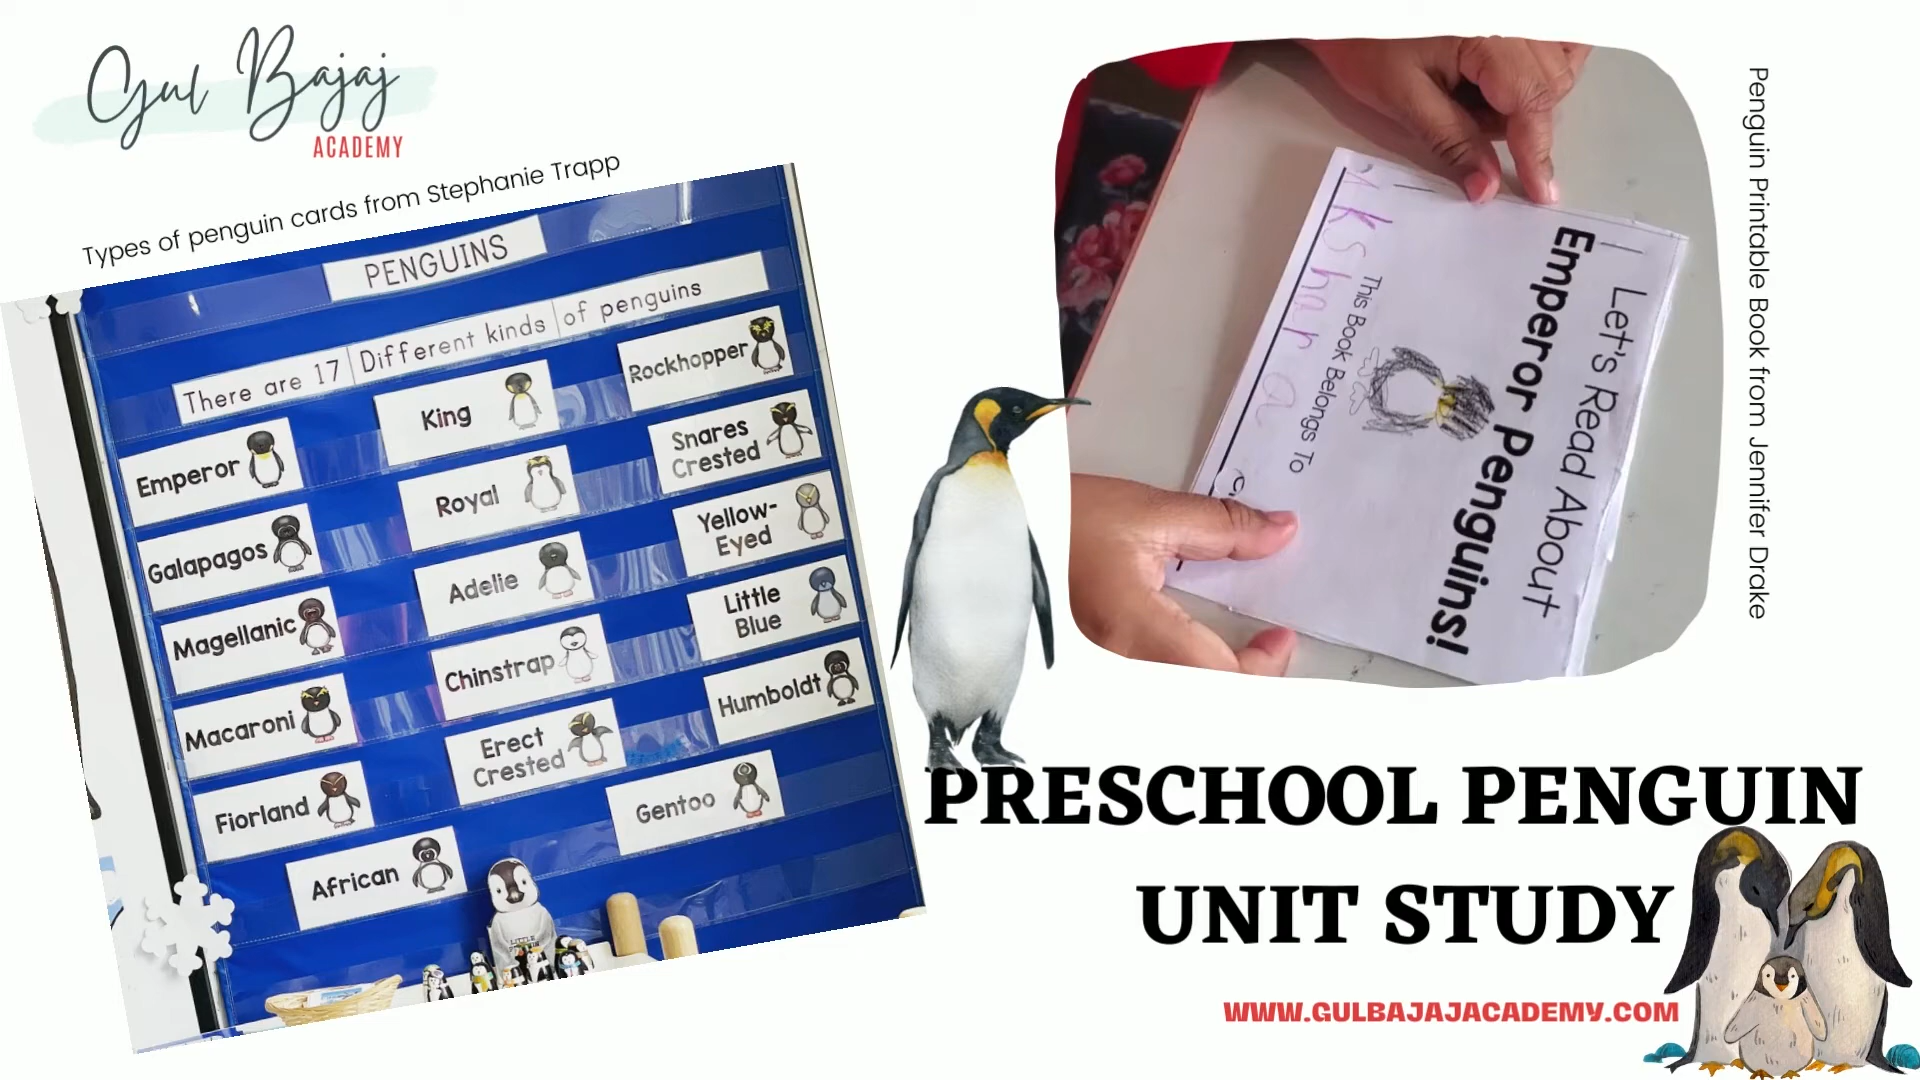 Gul Bajaj
ACADEMY
Types of penguin cards from Stephanie Trapp
PENGUINS
There are 17 Different kinds of penguins
Emperor
King
Rockhopper
Galapagos
Royal
Snares
Crested
Magellanic
Adelie
Yellow-
Eyed
Macaroni
Chinstrap
Little
Blue
Fiorland
Erect
Crested
Humboldt
African
Gentoo
LITTLE
Let's Read About
Emperor Penguins!
This Book Belongs To
Akshara
Penguin Printable Book from Jennifer Drake
PRESCHOOL PENGUIN
UNIT STUDY
WWW.GULBAJAJACADEMY.COM